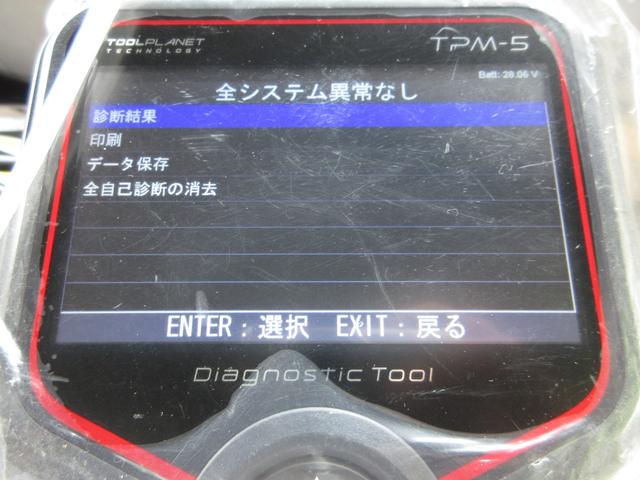 TOOLPLANET
TECHNOLOGY
TPM-5
Batt: 28.06 V
全システム異常なし
診断結果
印刷
データ保存
全自己診断の消去
ENTER：選択 EXIT：戻る
Diagnostic Tool